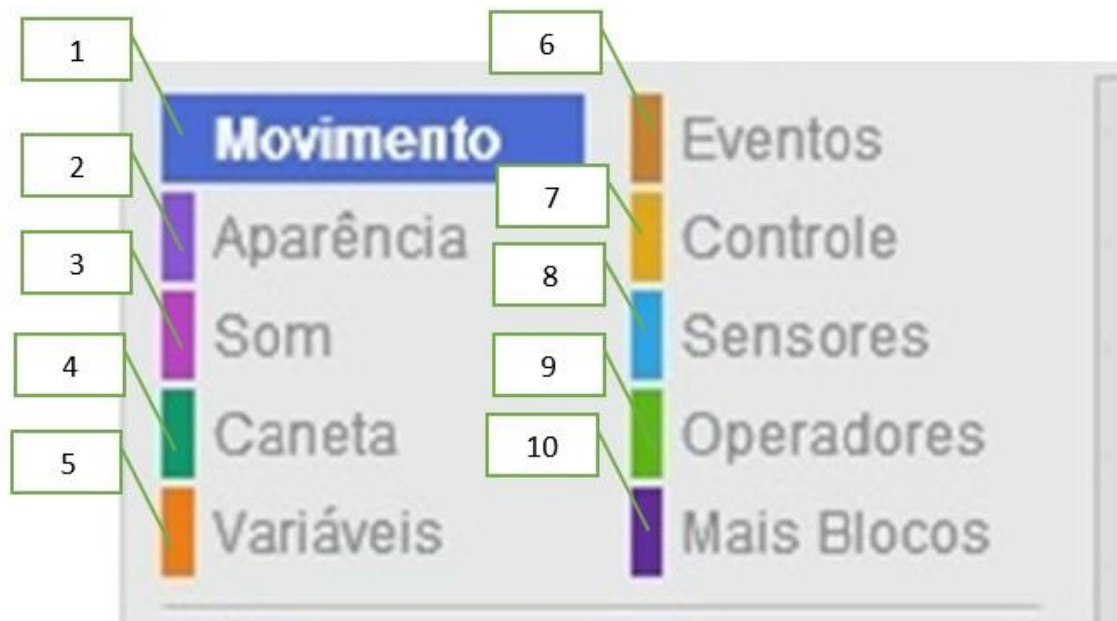 1
Movimento
2
Aparência
3
Som
4
Caneta
5
Variáveis
6
Eventos
7
Controle
8
Sensores
9
Operadores
10
Mais Blocos